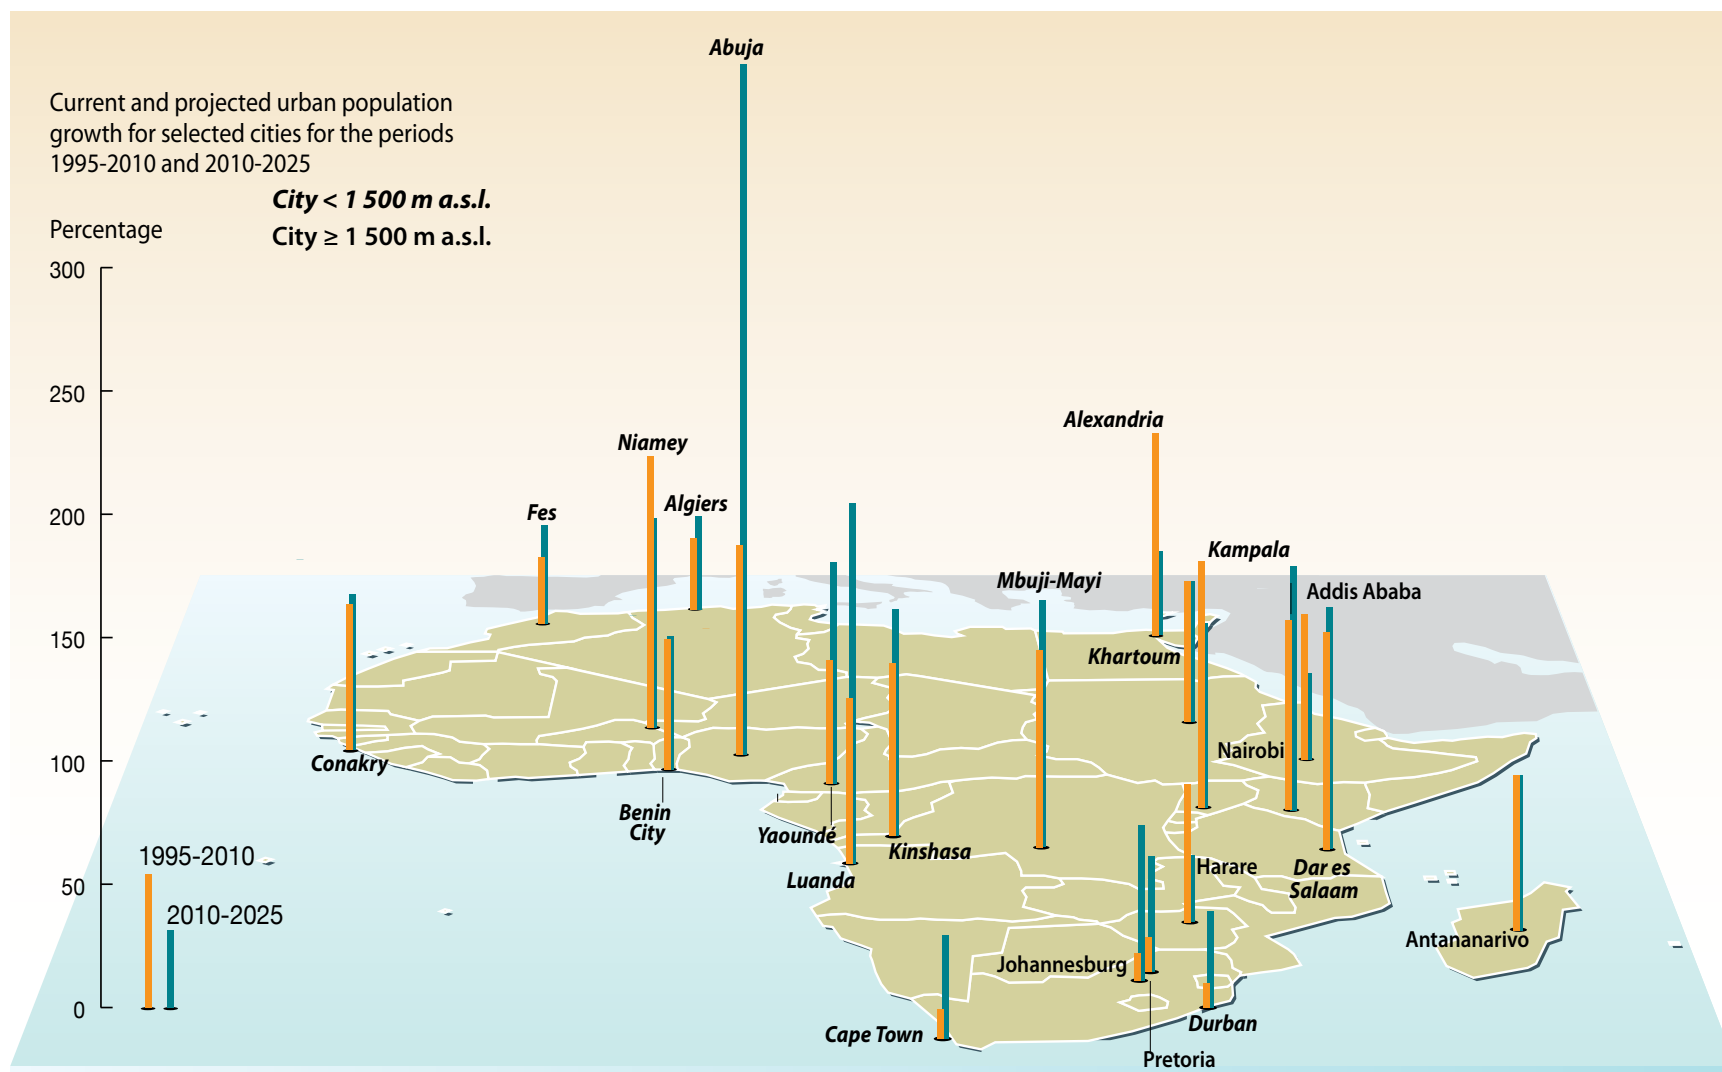 Abuja
Current and projected urban population
growth for selected cities for the periods
1995-2010 and 2010-2025
City < 1 500 m a.s.l.
City ≥ 1 500 m a.s.l.
Percentage
300
250
200
150
100
50
0
1995-2010
2010-2025
Alexandria
Niamey
Algiers
Fes
Kampala
Mbuji-Mayi
Addis Ababa
Khartoum
Nairobi
Conakry
Benin
City
Yaoundé
Kinshasa
Luanda
Harare
Dar es
Salaam
Antananarivo
Johannesburg
Cape Town
Durban
Pretoria